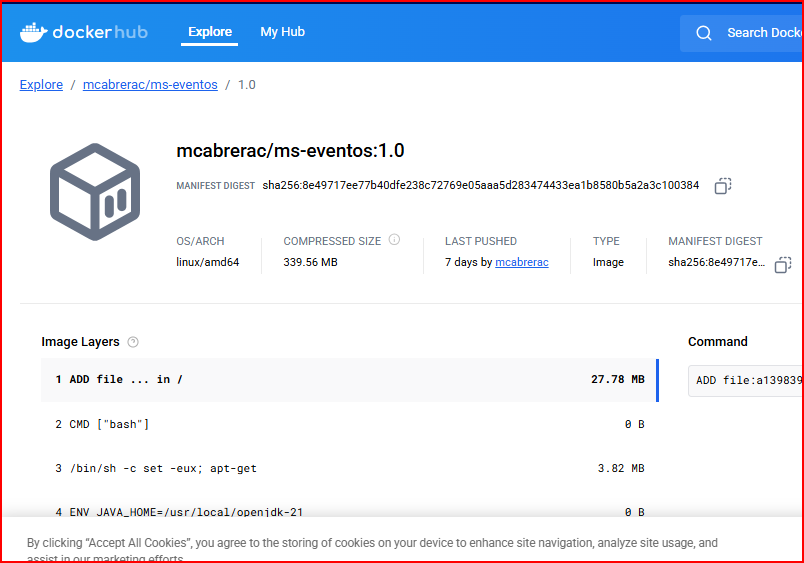 dockerhub Explore My Hub Search Dock
Explore / mcabrerac/ms-eventos / 1.0
mcabrerac/ms-eventos:1.0
MANIFEST DIGEST sha256:8e49717ee77b40dfe238c72769e05aaa5d283474433ea1b8580b5a2a3c100384
OS/ARCH COMPRESSED SIZE LAST PUSHED TYPE MANIFEST DIGEST
linux/amd64 339.56 MB 7 days by mcabrerac Image sha256:8e49717e...
Image Layers Command
1 ADD file ... in / 27.78 MB ADD file:a139839
2 CMD ["bash"] 0 B
3 /bin/sh -c set -eux; apt-get 3.82 MB
4 ENV JAVA_HOME=/usr/local/openjdk-21 0 B
By clicking “Accept All Cookies”, you agree to the storing of cookies on your device to enhance site navigation, analyze site usage, and
assist in our marketing efforts.